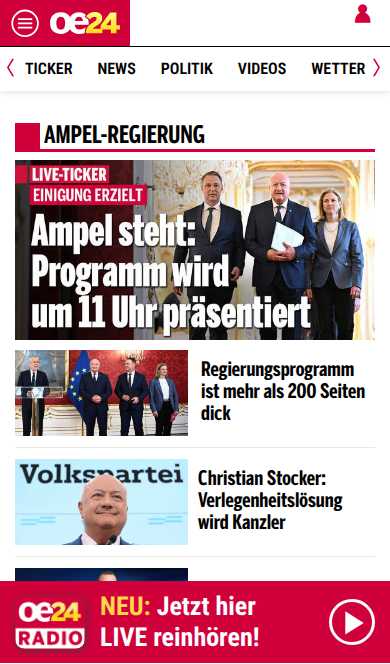 oe24
TICKER NEWS POLITIK VIDEOS WETTER
AMPEL-REGIERUNG
LIVE-TICKER
EINIGUNG ERZIELT
Ampel steht:
Programm wird
um 11 Uhr präsentiert
Regierungsprogramm
ist mehr als 200 Seiten
dick
Volkspartei
Christian Stocker:
Verlegenheitslösung
wird Kanzler
oe24
RADIO
NEU: Jetzt hier
LIVE reinhören!